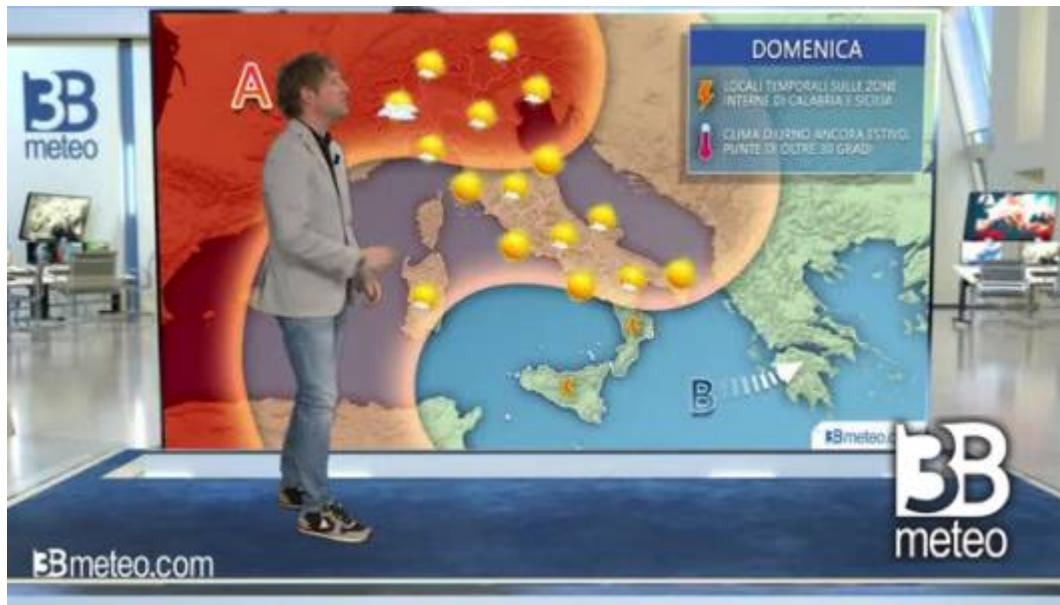 3B
meteo
A
DOMENICA
LOCALI TEMPORALI SULLE ZONE
INTERNE DI CALABRIA E SICILIA
CLIMA DIURNO ANCORA ESTIVO.
PUNTE DI OLTRE 30 GRADI
B
3Bmeteo.c
3B
meteo
3Bmeteo.com